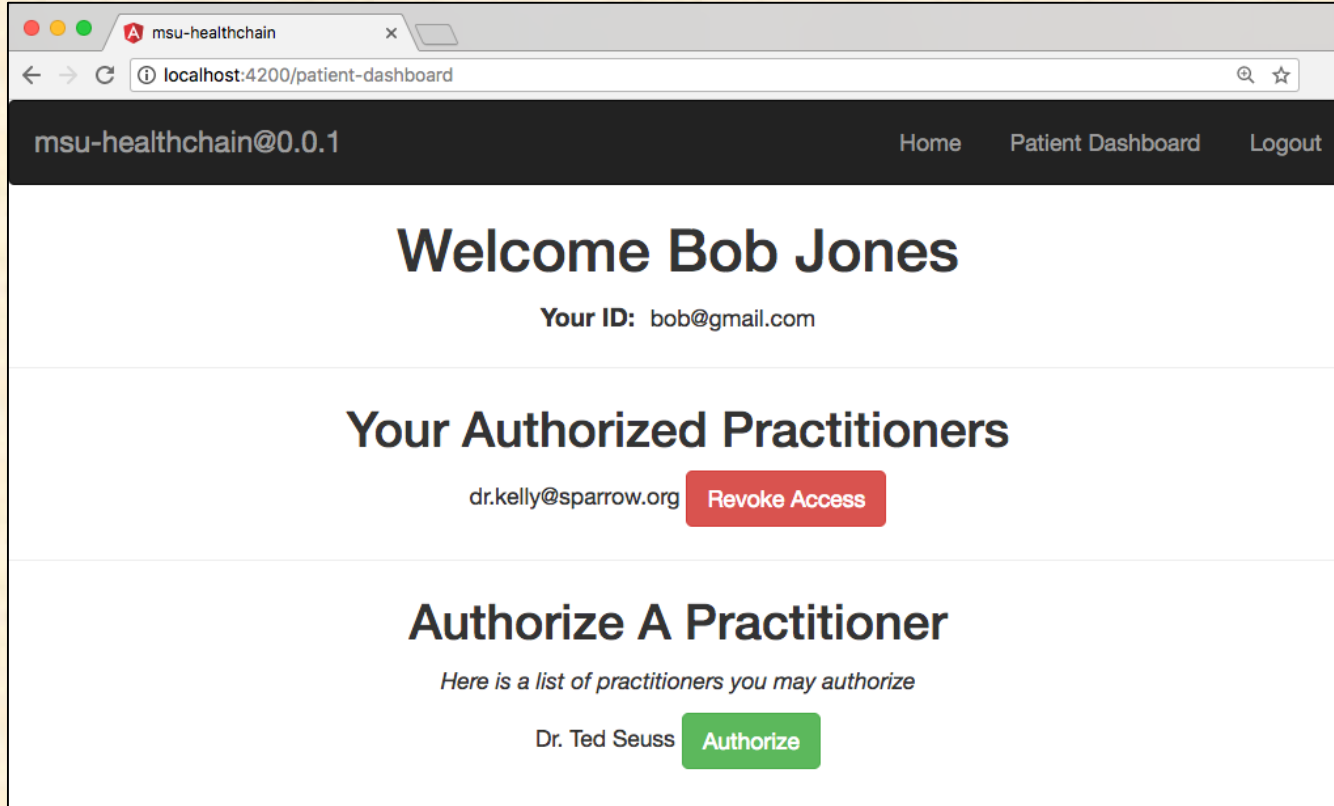 msu-healthchain
localhost:4200/patient-dashboard
msu-healthchain@0.0.1 Home Patient Dashboard Logout
Welcome Bob Jones
Your ID: bob@gmail.com
Your Authorized Practitioners
dr.kelly@sparrow.org Revoke Access
Authorize A Practitioner
Here is a list of practitioners you may authorize
Dr. Ted Seuss Authorize